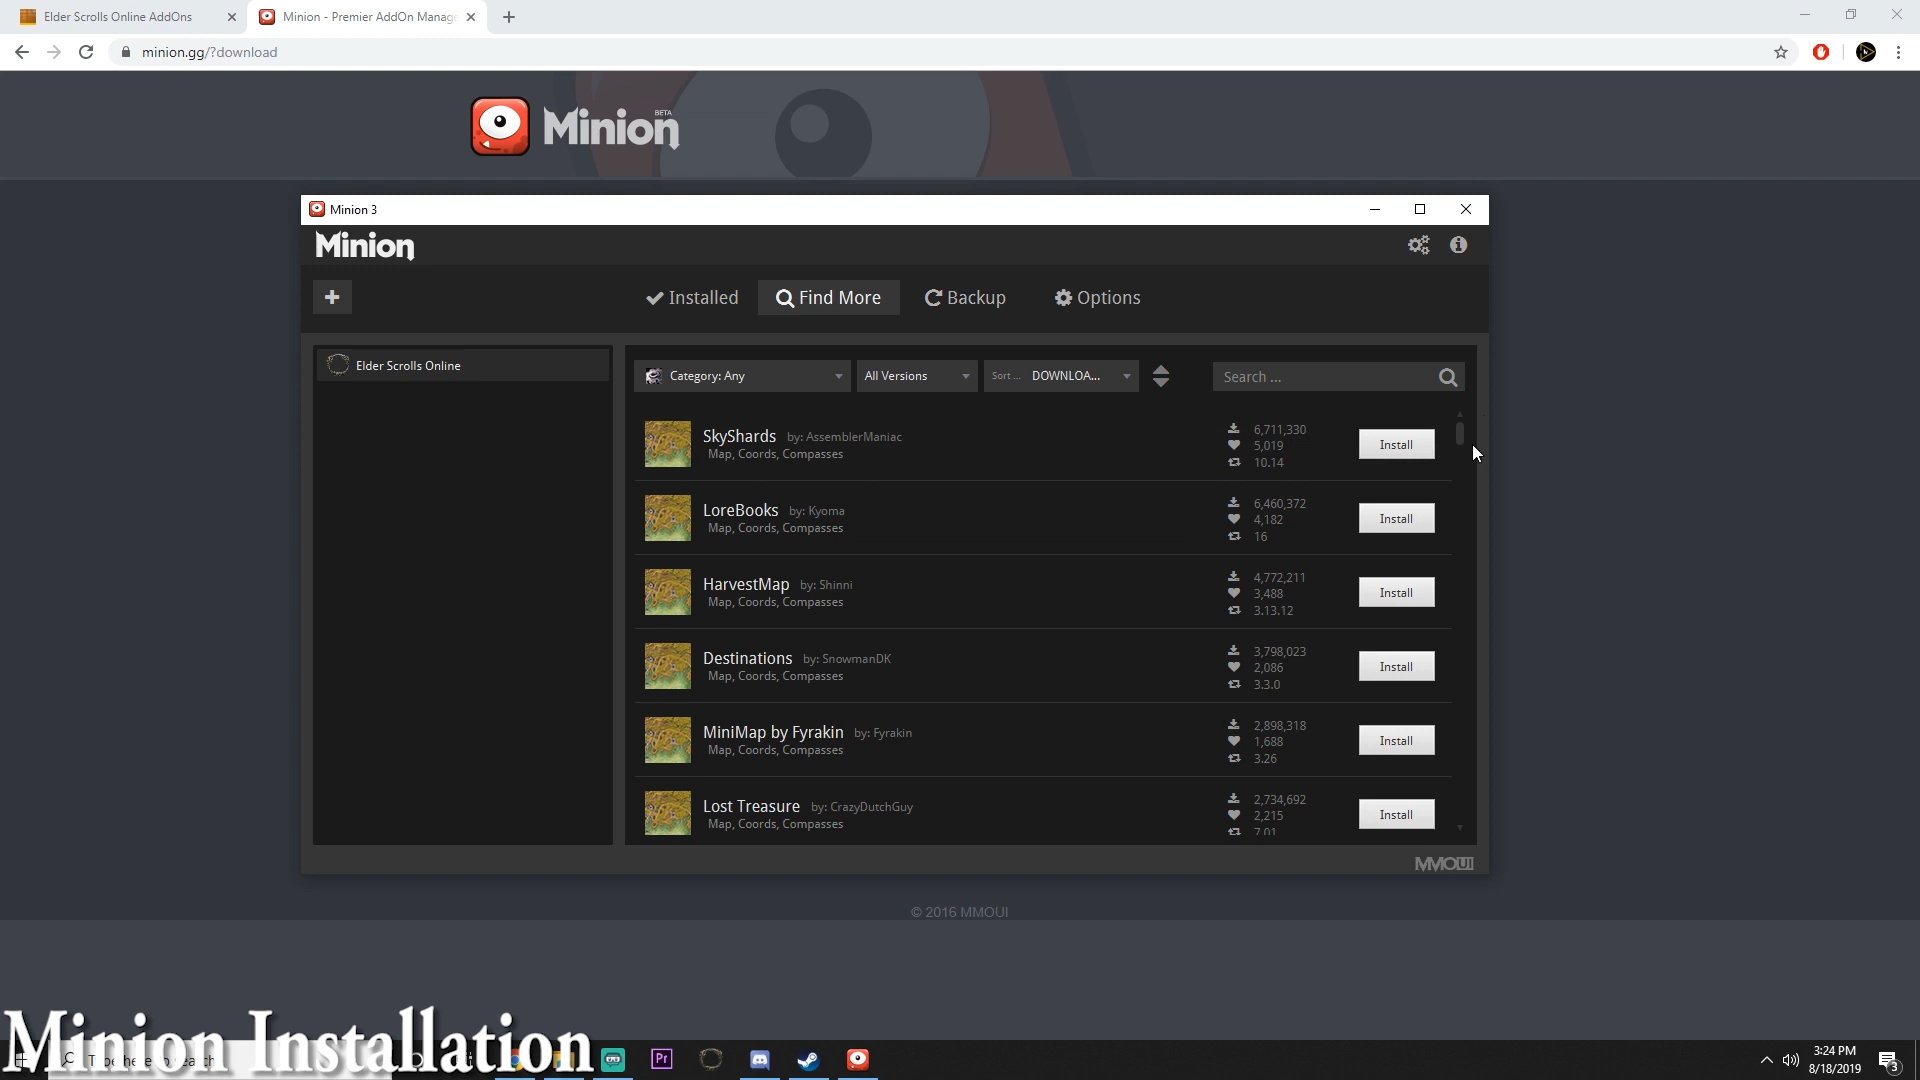 Elder Scrolls Online AddOns
Minion - Premier AddOn Manage
minion.gg/?download
Minion BETA
Minion 3
Minion
Installed
Find More
Backup
Options
Elder Scrolls Online
Category: Any
All Versions
Sort ... DOWNLOA...
Search ...
SkyShards by: AssemblerManiac
Map, Coords, Compasses
6,711,330
5,019
10.14
Install
LoreBooks by: Kyoma
Map, Coords, Compasses
6,460,372
4,182
16
Install
HarvestMap by: Shinni
Map, Coords, Compasses
4,772,211
3,488
3.13.12
Install
Destinations by: SnowmanDK
Map, Coords, Compasses
3,798,023
2,086
3.3.0
Install
MiniMap by Fyrakin by: Fyrakin
Map, Coords, Compasses
2,898,318
1,688
3.26
Install
Lost Treasure by: CrazyDutchGuy
Map, Coords, Compasses
2,734,692
2,215
7.01
Install
MMOUI
© 2016 MMOUI
Minion Installation
Pr
3:24 PM
8/18/2019
3